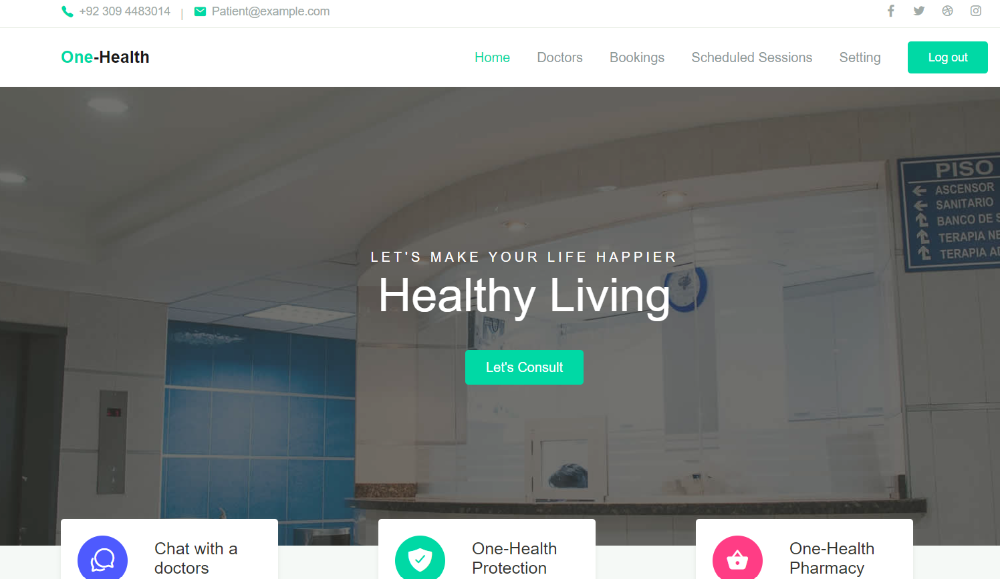 +92 309 4483014 | Patient@example.com
One-Health
Home Doctors Bookings Scheduled Sessions Setting Log out
PISO
ASCENSOR
SANITARIO
BANCO DE
TERAPIA
TERAPIA
LET'S MAKE YOUR LIFE HAPPIER
Healthy Living
Let's Consult
Chat with a
doctors
One-Health
Protection
One-Health
Pharmacy